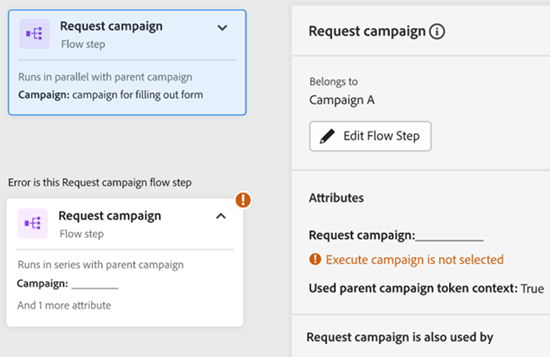 Request campaign
Flow step
Runs in parallel with parent campaign
Campaign: campaign for filling out form
Error is this Request campaign flow step
Request campaign
Flow step
Runs in series with parent campaign
Campaign: ________
And 1 more attribute
Request campaign
Belongs to
Campaign A
Edit Flow Step
Attributes
Request campaign:___________
Execute campaign is not selected
Used parent campaign token context: True
Request campaign is also used by